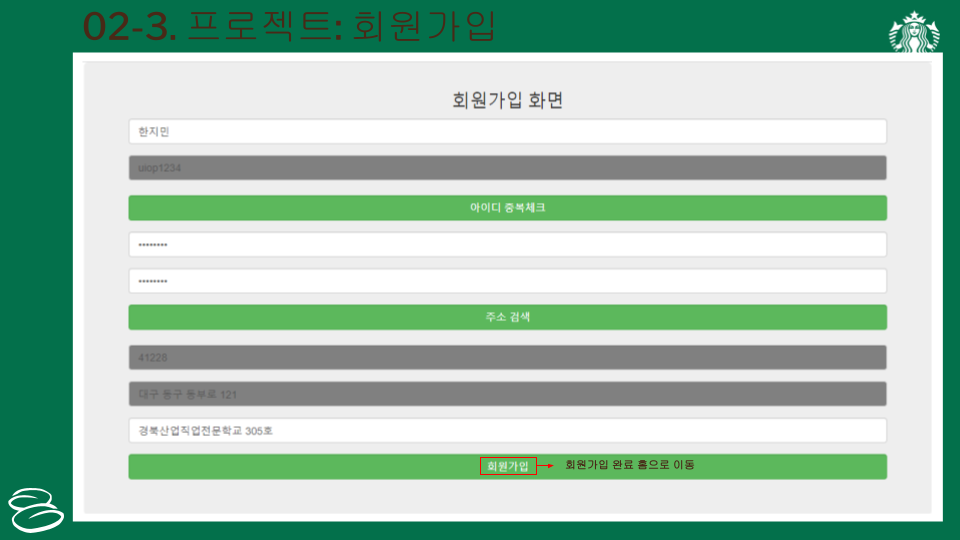 02-3. 프로젝트: 회원가입
회원가입 화면
한지민
uiop1234
아이디 중복체크
••••••••
••••••••
주소 검색
41228
대구 동구 동부로 121
경북산업직업전문학교 305호
회원가입 회원가입 완료 홈으로 이동